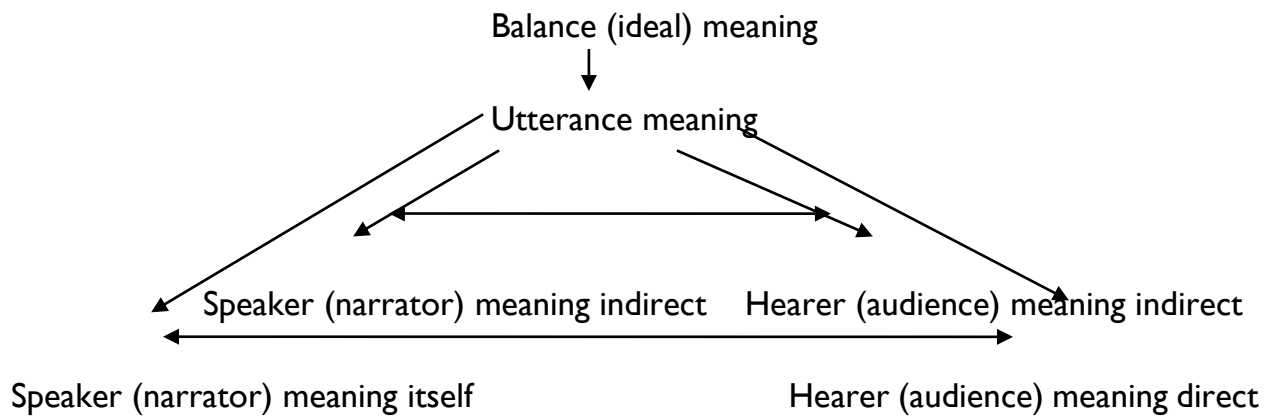 Balance (ideal) meaning
Utterance meaning
Speaker (narrator) meaning indirect Hearer (audience) meaning indirect
Speaker (narrator) meaning itself Hearer (audience) meaning direct